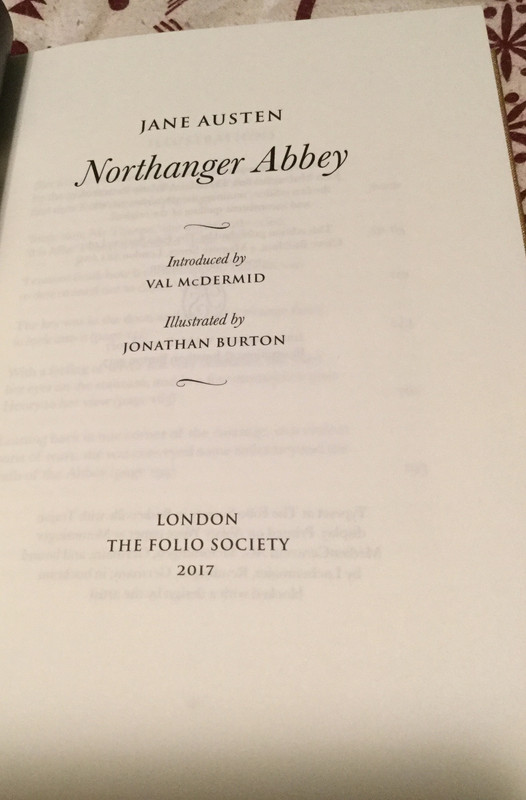 JANE AUSTEN
Northanger Abbey
Introduced by
VAL McDERMID
Illustrated by
JONATHAN BURTON
LONDON
THE FOLIO SOCIETY
2017